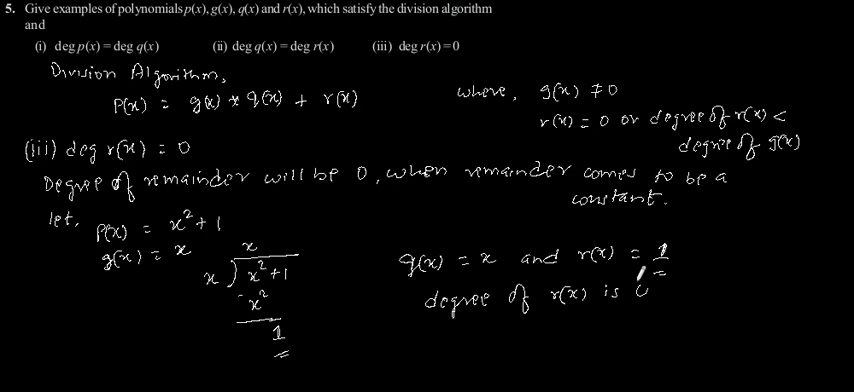 5. Give examples of polynomials p(x), g(x), q(x) and r(x), which satisfy the division algorithm
and
(i) deg p(x) = deg q(x) (ii) deg q(x) = deg r(x) (iii) deg r(x) = 0
Division Algorithm,
P(x) = g(x) * q(x) + r(x)
where, g(x) ≠ 0
r(x) = 0 or degree of r(x) <
degree of g(x)
(iii) deg r(x) = 0
Degree of remainder will be 0, when remainder comes to be a
constant.
let,
P(x) = x² + 1
g(x) = x
x
x ) x² + 1
- x²
1
q(x) = x and r(x) = 1
degree of r(x) is 0